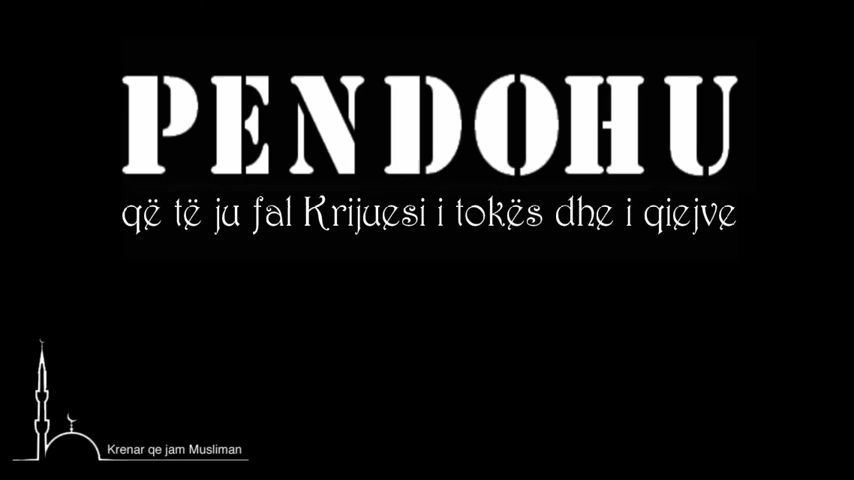 PENDOHU
që të ju fal Krijuesi i tokës dhe i qiejve
Krenar qe jam Musliman